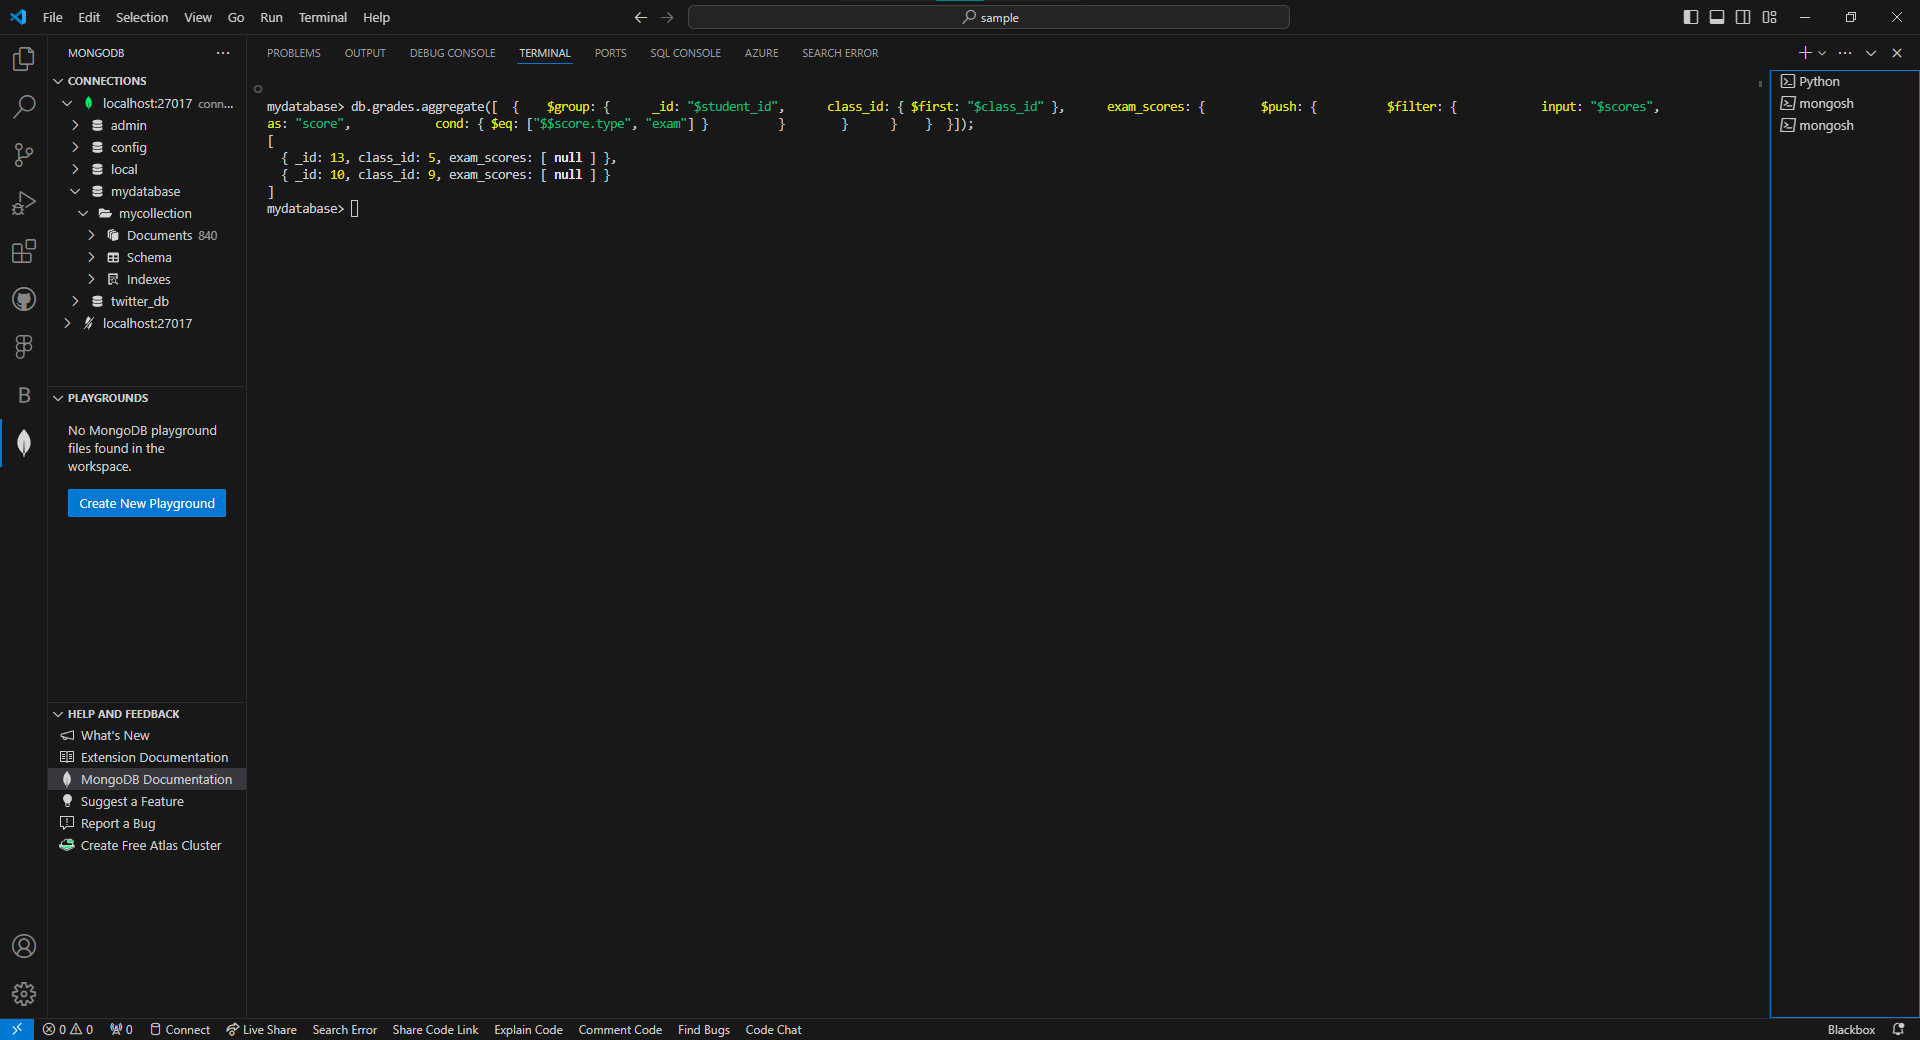 File Edit Selection View Go Run Terminal Help
sample
MONGODB
CONNECTIONS
localhost:27017 conn...
admin
config
local
mydatabase
mycollection
Documents 840
Schema
Indexes
twitter_db
localhost:27017
PLAYGROUNDS
No MongoDB playground
files found in the
workspace.
Create New Playground
HELP AND FEEDBACK
What's New
Extension Documentation
MongoDB Documentation
Suggest a Feature
Report a Bug
Create Free Atlas Cluster
PROBLEMS OUTPUT DEBUG CONSOLE TERMINAL PORTS SQL CONSOLE AZURE SEARCH ERROR
mydatabase> db.grades.aggregate([ { $group: { _id: "$student_id", class_id: { $first: "$class_id" }, exam_scores: { $push: { $filter: { input: "$scores",
as: "score", cond: { $eq: ["$$score.type", "exam"] } } } } } }]);
[
{ _id: 13, class_id: 5, exam_scores: [ null ] },
{ _id: 10, class_id: 9, exam_scores: [ null ] }
]
mydatabase>
Python
mongosh
mongosh
0 0 0 Connect Live Share Search Error Share Code Link Explain Code Comment Code Find Bugs Code Chat Blackbox
B